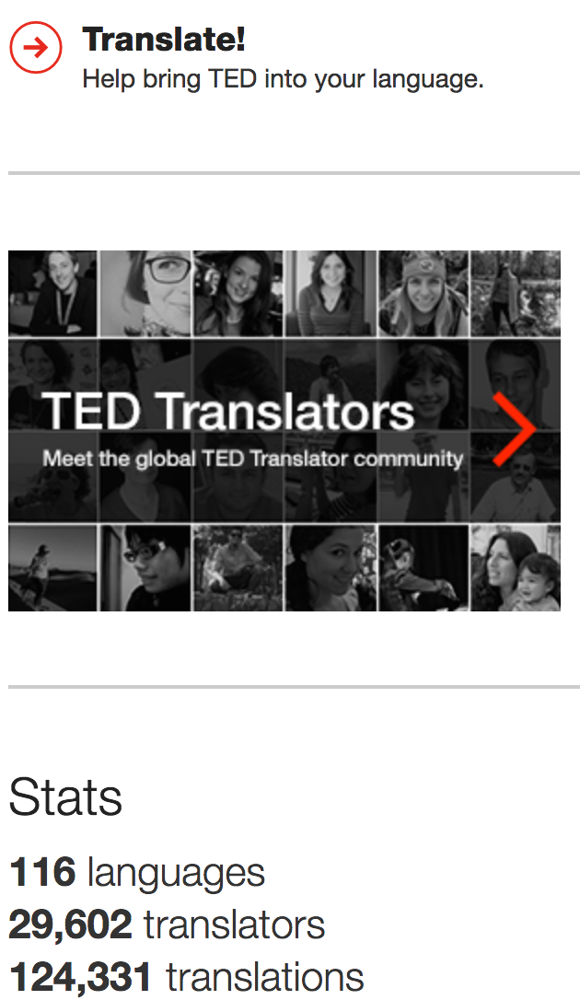 Translate!
Help bring TED into your language.
TED Translators
Meet the global TED Translator community
Stats
116 languages
29,602 translators
124,331 translations